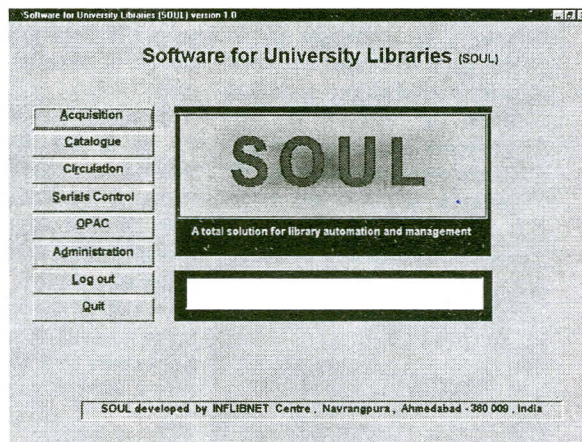 Software for University Libraries (SOUL) version 1.0
Software for University Libraries (SOUL)
Acquisition
Catalogue
Circulation
Serials Control
OPAC
Administration
Log out
Quit
SOUL
A total solution for library automation and management
SOUL developed by INFLIBNET Centre, Navrangpura, Ahmedabad - 380 009, India